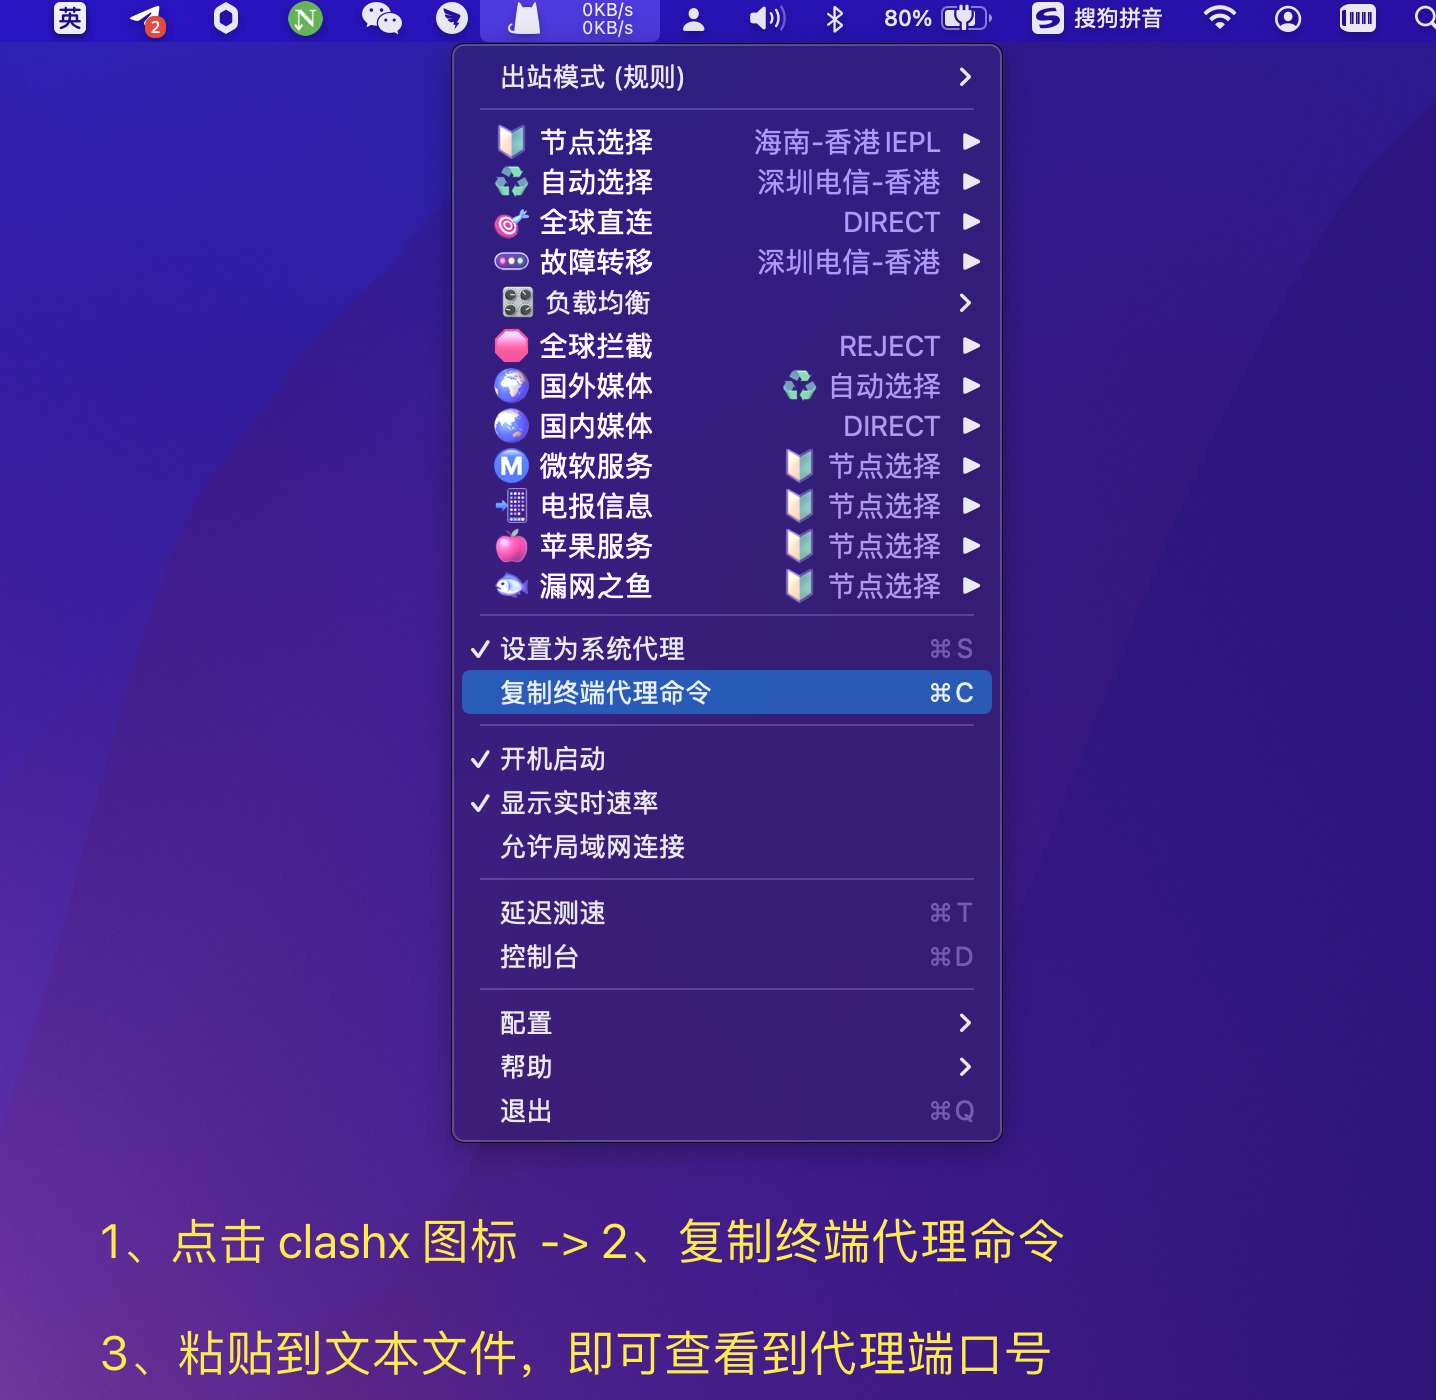 英 2 N 0KB/s 80% S 搜狗拼音
0KB/s
出站模式 (规则)
节点选择 海南-香港IEPL
自动选择 深圳电信-香港
全球直连 DIRECT
故障转移 深圳电信-香港
负载均衡
全球拦截 REJECT
国外媒体 自动选择
国内媒体 DIRECT
M 微软服务 节点选择
电报信息 节点选择
苹果服务 节点选择
漏网之鱼 节点选择
设置为系统代理 ⌘S
复制终端代理命令 ⌘C
开机启动
显示实时速率
允许局域网连接
延迟测速 ⌘T
控制台 ⌘D
配置
帮助
退出 ⌘Q
1、点击 clashx 图标 -> 2、复制终端代理命令
3、粘贴到文本文件，即可查看到代理端口号